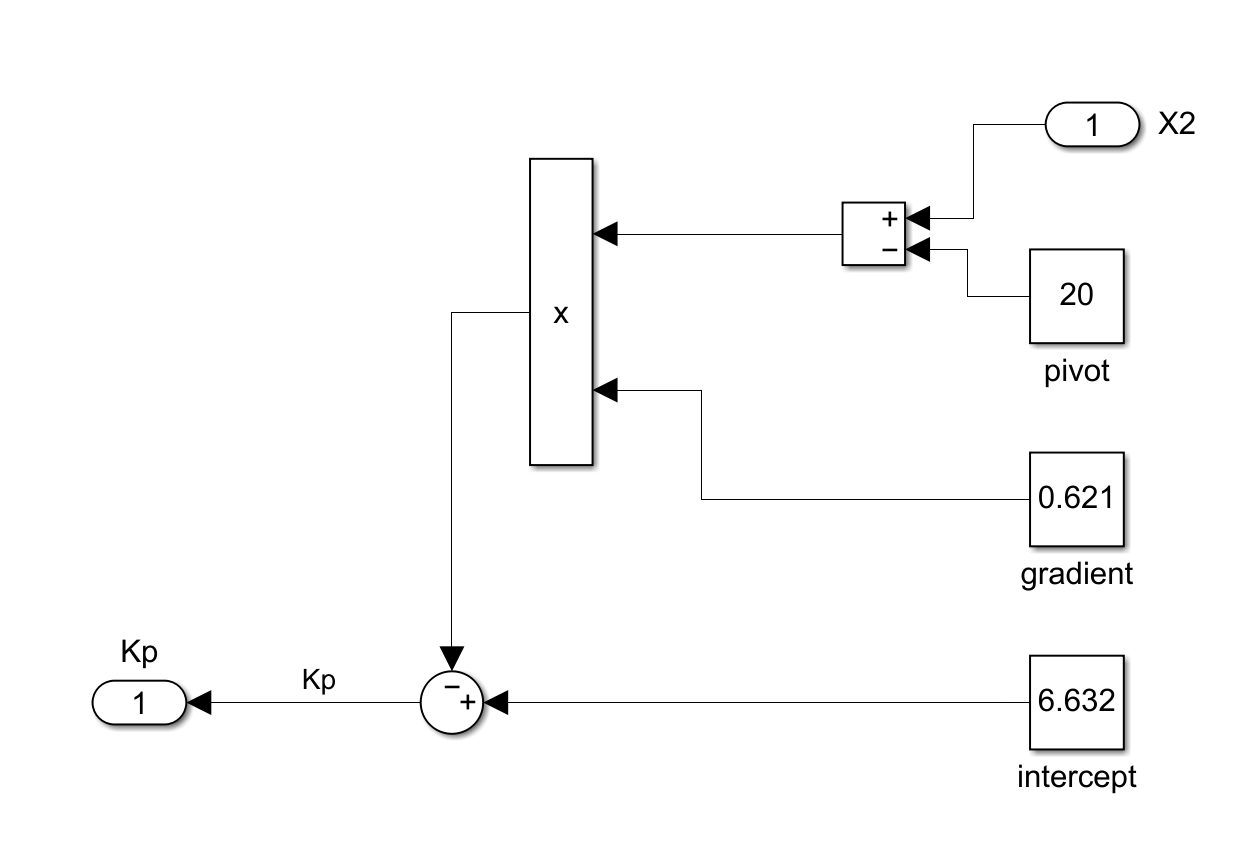 1
X2
+
−
20
pivot
x
0.621
gradient
Kp
1
Kp
−
+
6.632
intercept